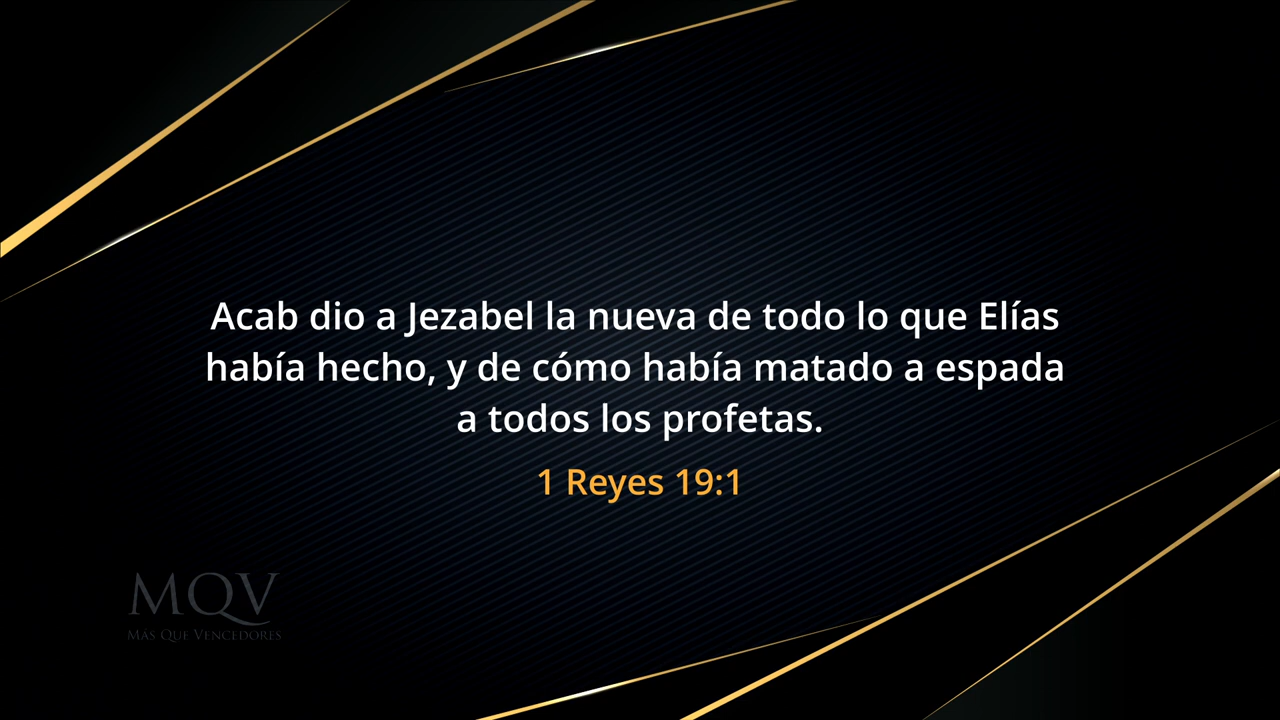 Acab dio a Jezabel la nueva de todo lo que Elías
había hecho, y de cómo había matado a espada
a todos los profetas.
1 Reyes 19:1
MQV
MÁS QUE VENCEDORES